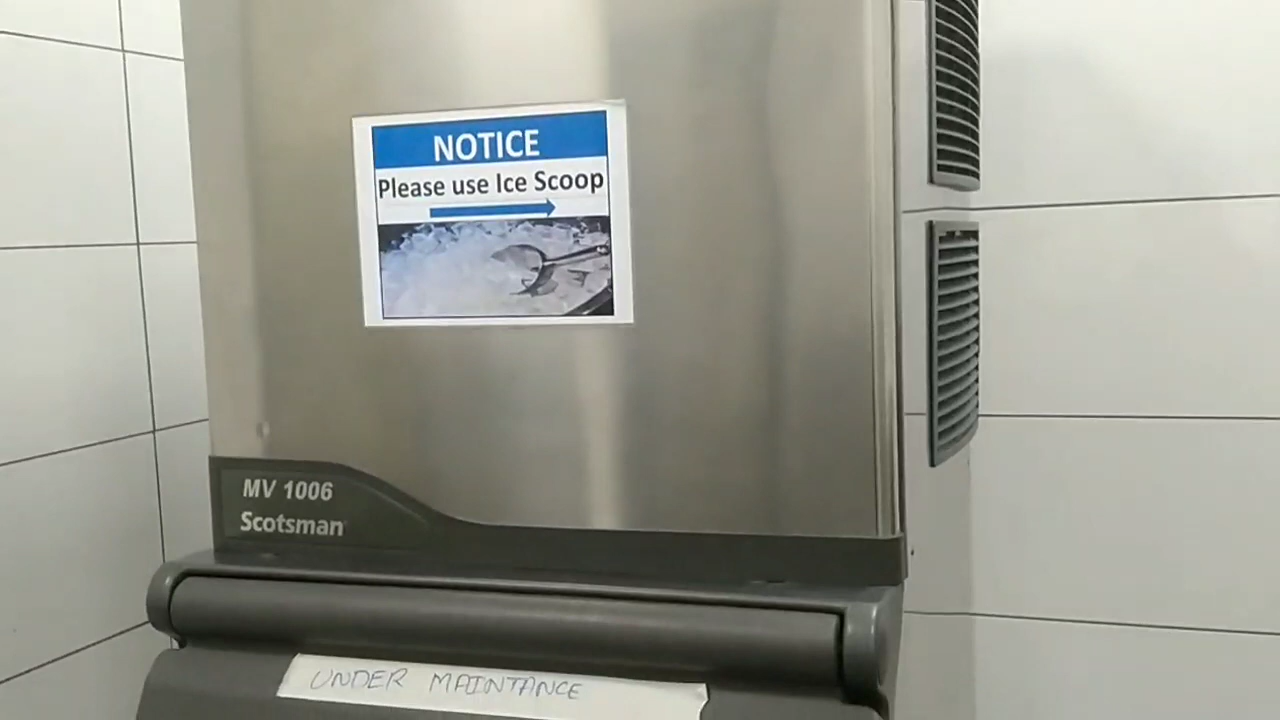 NOTICE
Please use Ice Scoop
MV 1006
Scotsman
UNDER MAINTANCE